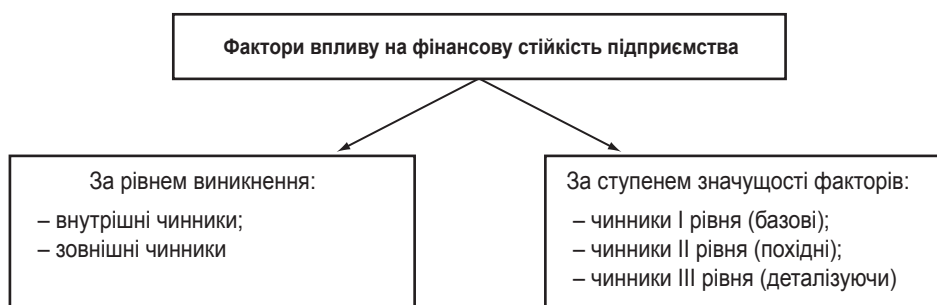 Фактори впливу на фінансову стійкість підприємства
За рівнем виникнення:
– внутрішні чинники;
– зовнішні чинники
За ступенем значущості факторів:
– чинники І рівня (базові);
– чинники ІІ рівня (похідні);
– чинники ІІІ рівня (деталізуючи)